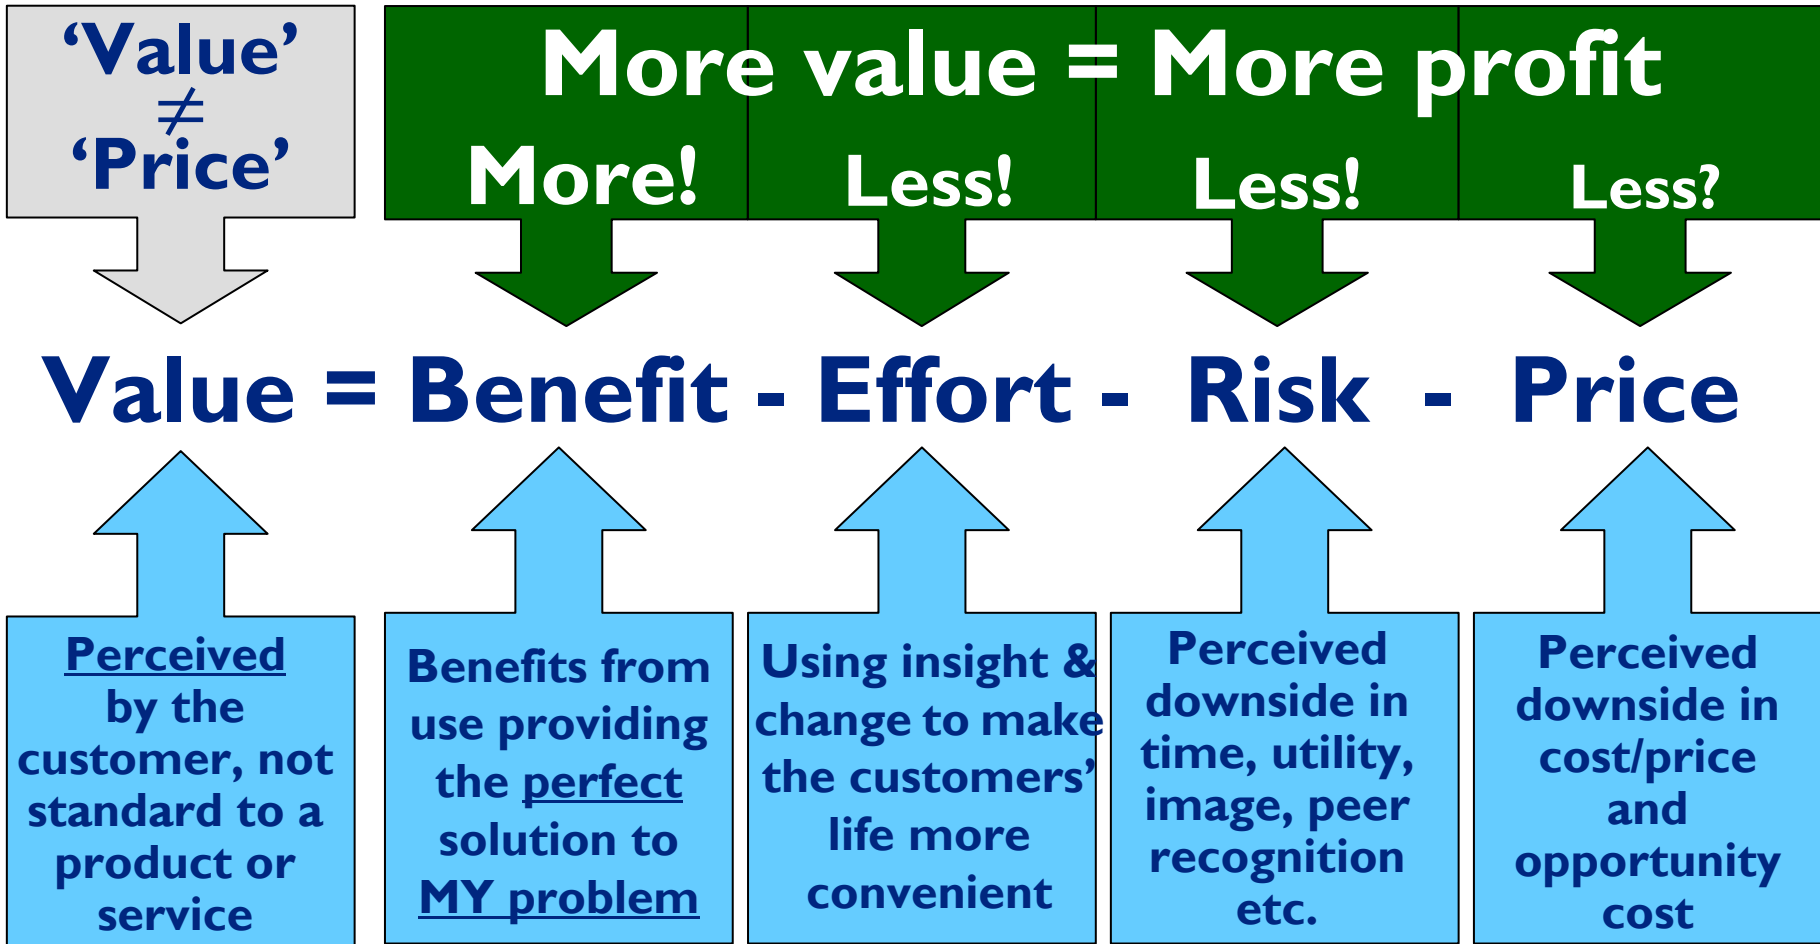 ‘Value’
≠
‘Price’
More value = More profit
More!
Less!
Less!
Less?
Value = Benefit - Effort - Risk - Price
Perceived
by the
customer, not
standard to a
product or
service
Benefits from
use providing
the perfect
solution to
MY problem
Using insight &
change to make
the customers’
life more
convenient
Perceived
downside in
time, utility,
image, peer
recognition
etc.
Perceived
downside in
cost/price
and
opportunity
cost